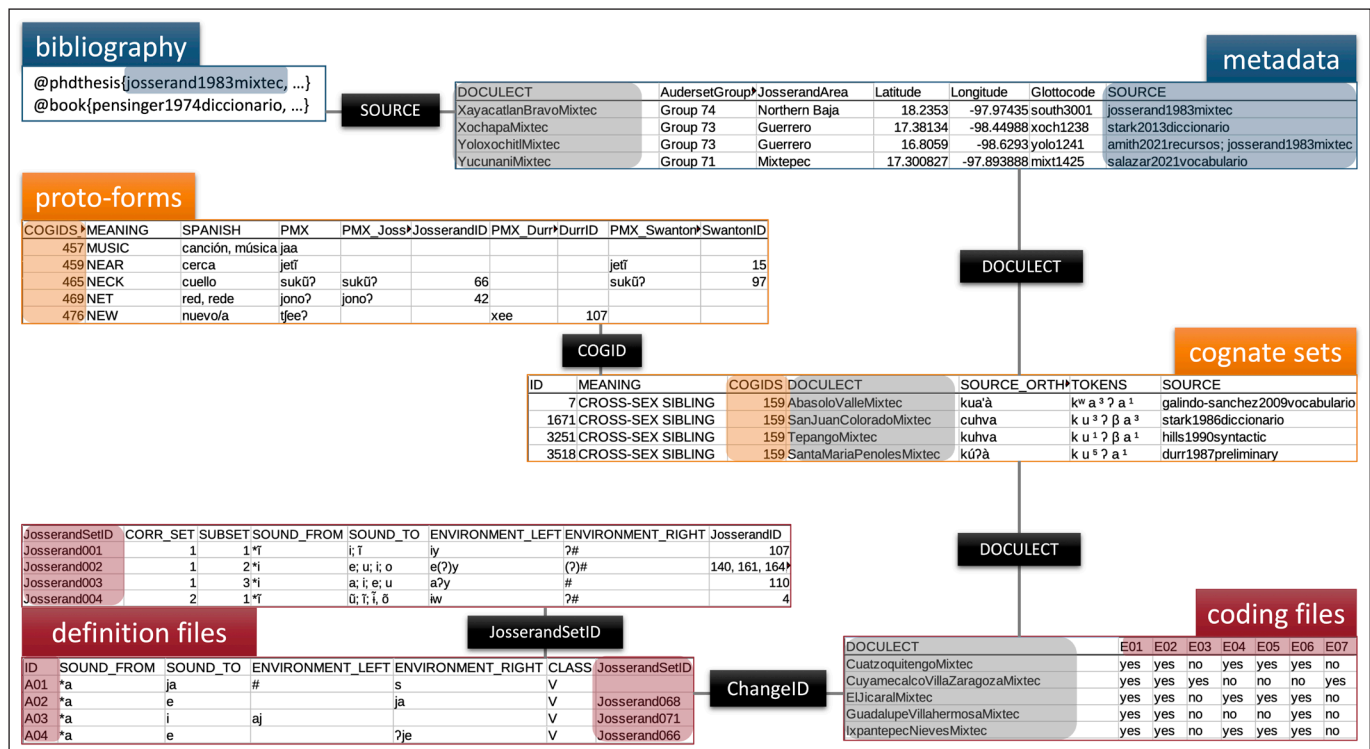 bibliography
@phdthesis{josserand1983mixtec, ...}
@book{pensinger1974diccionario, ...}
SOURCE
metadata
DOCULECT AudersetGroup JosserandArea Latitude Longitude Glottocode SOURCE
XayacatlanBravoMixtec Group 74 Northern Baja 18.2353 -97.97435 south3001 josserand1983mixtec
XochapaMixtec Group 73 Guerrero 17.38134 -98.44988 xoch1238 stark2013diccionario
YoloxochitlMixtec Group 73 Guerrero 16.8059 -98.6293 yolo1241 amith2021recursos; josserand1983mixtec
YucunaniMixtec Group 71 Mixtepec 17.300827 -97.893888 mixt1425 salazar2021vocabulario
proto-forms
COGIDS MEANING SPANISH PMX PMX_Joss JosserandID PMX_Durr DurrID PMX_Swanton SwantonID
457 MUSIC canción, música jaa
459 NEAR cerca jetĩ jetĩ 15
465 NECK cuello sukũʔ sukũʔ 66 sukũʔ 97
469 NET red, rede jonoʔ jonoʔ 42
476 NEW nuevo/a tʃeeʔ xee 107
DOCULECT
COGID
cognate sets
ID MEANING COGIDS DOCULECT SOURCE_ORTH TOKENS SOURCE
7 CROSS-SEX SIBLING 159 AbasoloValleMixtec kua'à kʷ a ³ ʔ a ¹ galindo-sanchez2009vocabulario
1671 CROSS-SEX SIBLING 159 SanJuanColoradoMixtec cuhva k u ³ ʔ β a ³ stark1986diccionario
3251 CROSS-SEX SIBLING 159 TepangoMixtec kuhva k u ¹ ʔ β a ¹ hills1990syntactic
3518 CROSS-SEX SIBLING 159 SantaMariaPenolesMixtec kúʔà k u ⁵ ʔ a ¹ durr1987preliminary
JosserandSetID CORR_SET SUBSET SOUND_FROM SOUND_TO ENVIRONMENT_LEFT ENVIRONMENT_RIGHT JosserandID
Josserand001 1 1 *ĩ i; ĩ iy ʔ# 107
Josserand002 1 2 *i e; u; i; o e(ʔ)y (ʔ)# 140, 161, 164
Josserand003 1 3 *i a; i; e; u aʔy # 110
Josserand004 2 1 *ĩ ũ; ĩ; ɨ̃, õ ɨw ʔ# 4
DOCULECT
definition files
JosserandSetID
coding files
ID SOUND_FROM SOUND_TO ENVIRONMENT_LEFT ENVIRONMENT_RIGHT CLASS JosserandSetID
A01 *a ja # s V
A02 *a e ja V Josserand068
A03 *a i aj V Josserand071
A04 *a e ʔje V Josserand066
ChangeID
DOCULECT E01 E02 E03 E04 E05 E06 E07
CuatzoquitengoMixtec yes yes no yes yes yes no
CuyamecalcoVillaZaragozaMixtec yes yes yes no no no yes
ElJicaralMixtec yes yes no yes yes yes no
GuadalupeVillahermosaMixtec yes yes no no no yes no
IxpantepecNievesMixtec yes yes no yes yes yes no